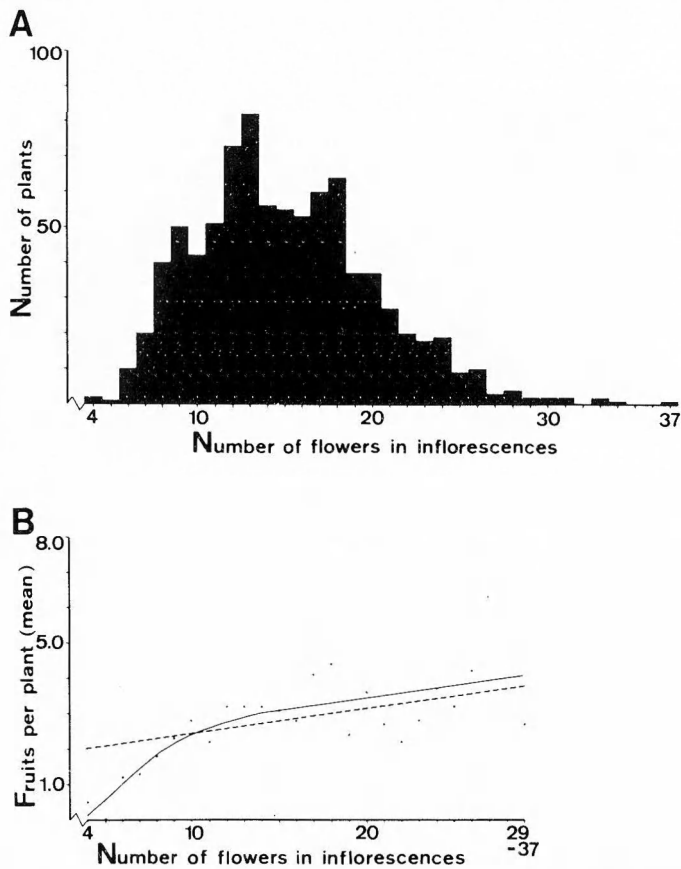 A
100
50
Number of plants
4 10 20 30 37
Number of flowers in inflorescences
B
8.0
5.0
1.0
Fruits per plant (mean)
4 10 20 29
-37
Number of flowers in inflorescences